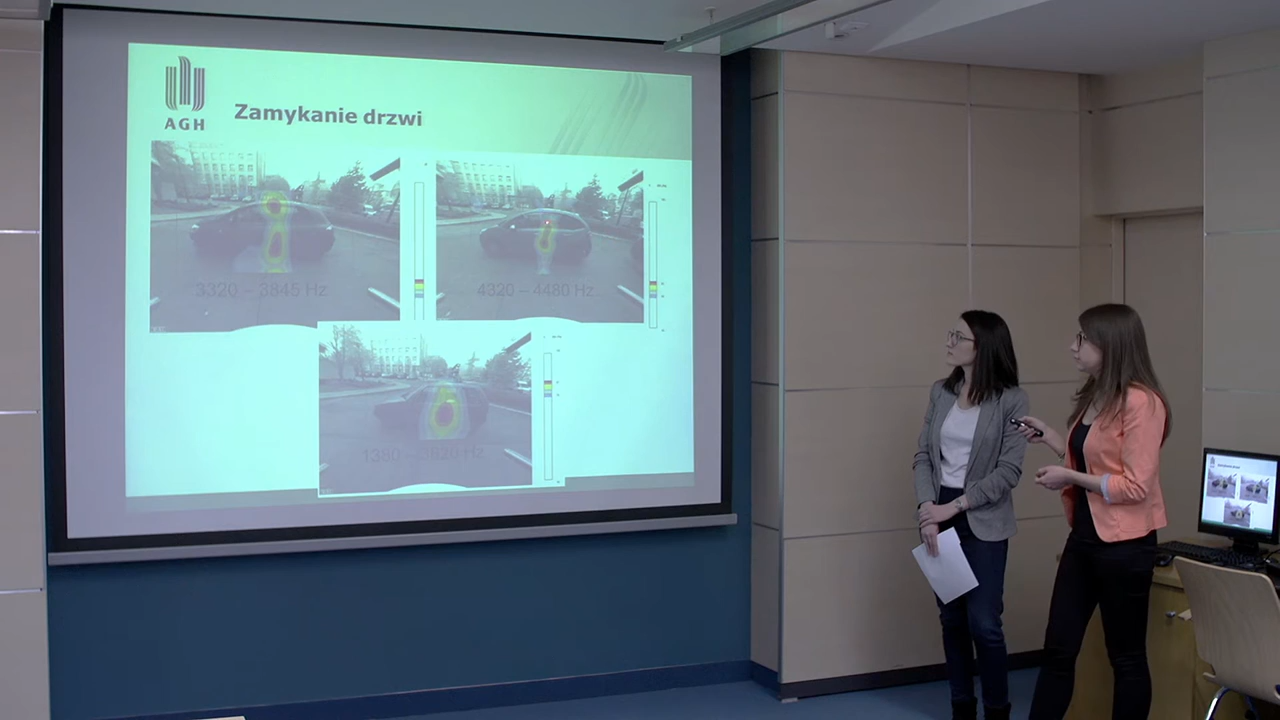 AGH
Zamykanie drzwi
3320 – 3845 Hz
4320 – 4480 Hz